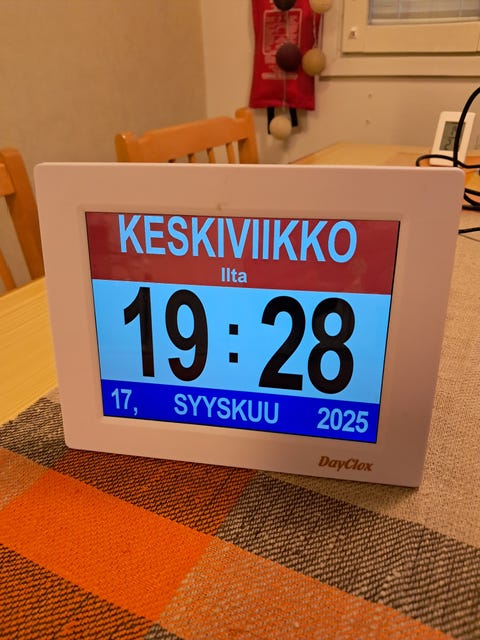 KESKIVIIKKO
Ilta
19:28
17, SYYSKUU 2025
DayClox